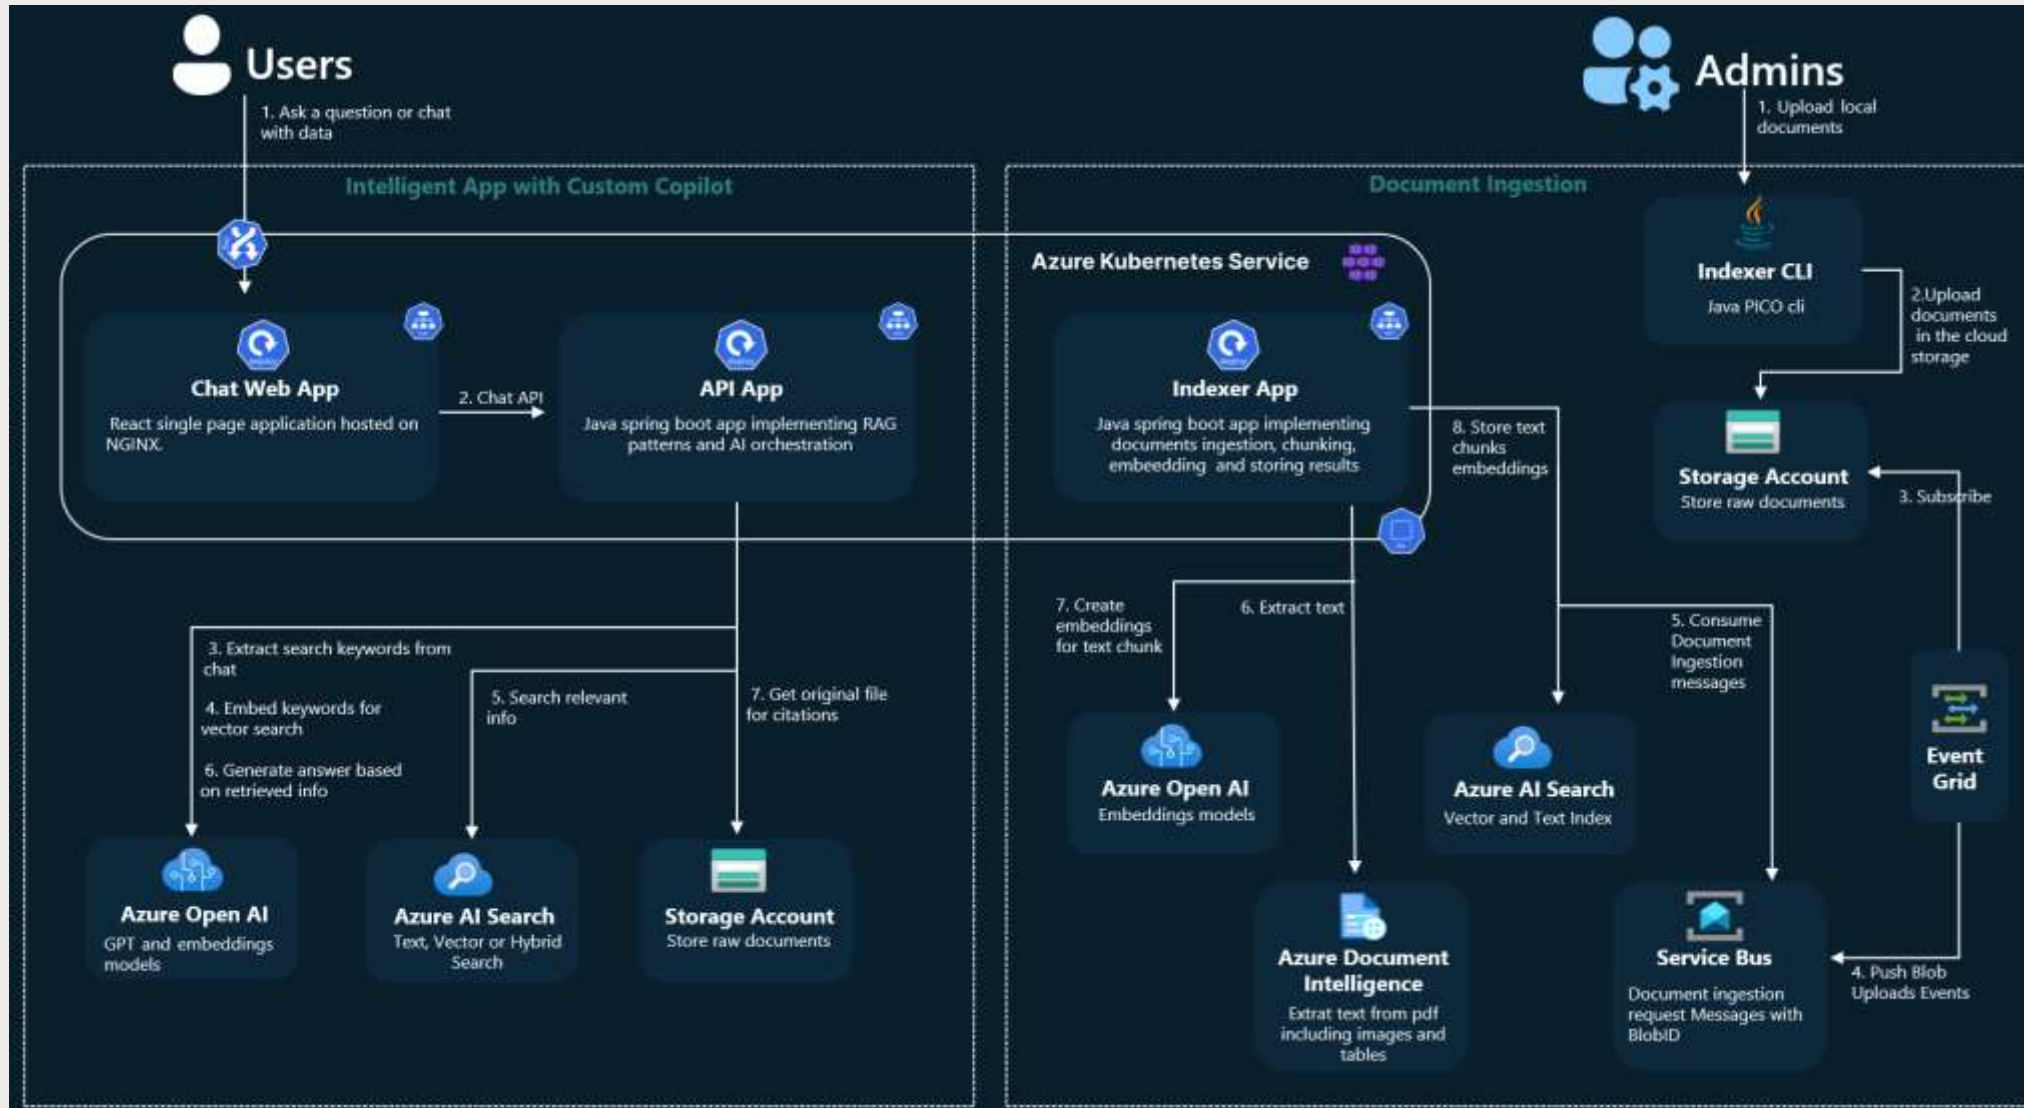 Users
1. Ask a question or chat
with data
Admins
1. Upload local
documents
Intelligent App with Custom Copilot
Document Ingestion
Azure Kubernetes Service
Indexer CLI
Java PiCO cli
2.Upload
documents
in the cloud
storage
Chat Web App
React single page application hosted on
NGINX.
2. Chat API
API App
Java spring boot app implementing RAG
patterns and AI orchestration
Indexer App
Java spring boot app implementing
documents ingestion, chunking,
embeedding and storing results
8. Store text
chunks
embeddings
Storage Account
Store raw documents
3. Subscribe
3. Extract search keywords from
chat
4. Embed keywords for
vector search
6. Generate answer based
on retrieved info
5. Search relevant
info
7. Get original file
for citations
7. Create
embeddings
for text chunk
6. Extract text
5. Consume
Document
Ingestion
messages
Event
Grid
Azure Open AI
Embeddings models
Azure AI Search
Vector and Text Index
Azure Open AI
GPT and embeddings
models
Azure AI Search
Text, Vector or Hybrid
Search
Storage Account
Store raw documents
Azure Document
Intelligence
Extrat text from pdf
including images and
tables
Service Bus
Document ingestion
request Messages with
BlobID
4. Push Blob
Uploads Events